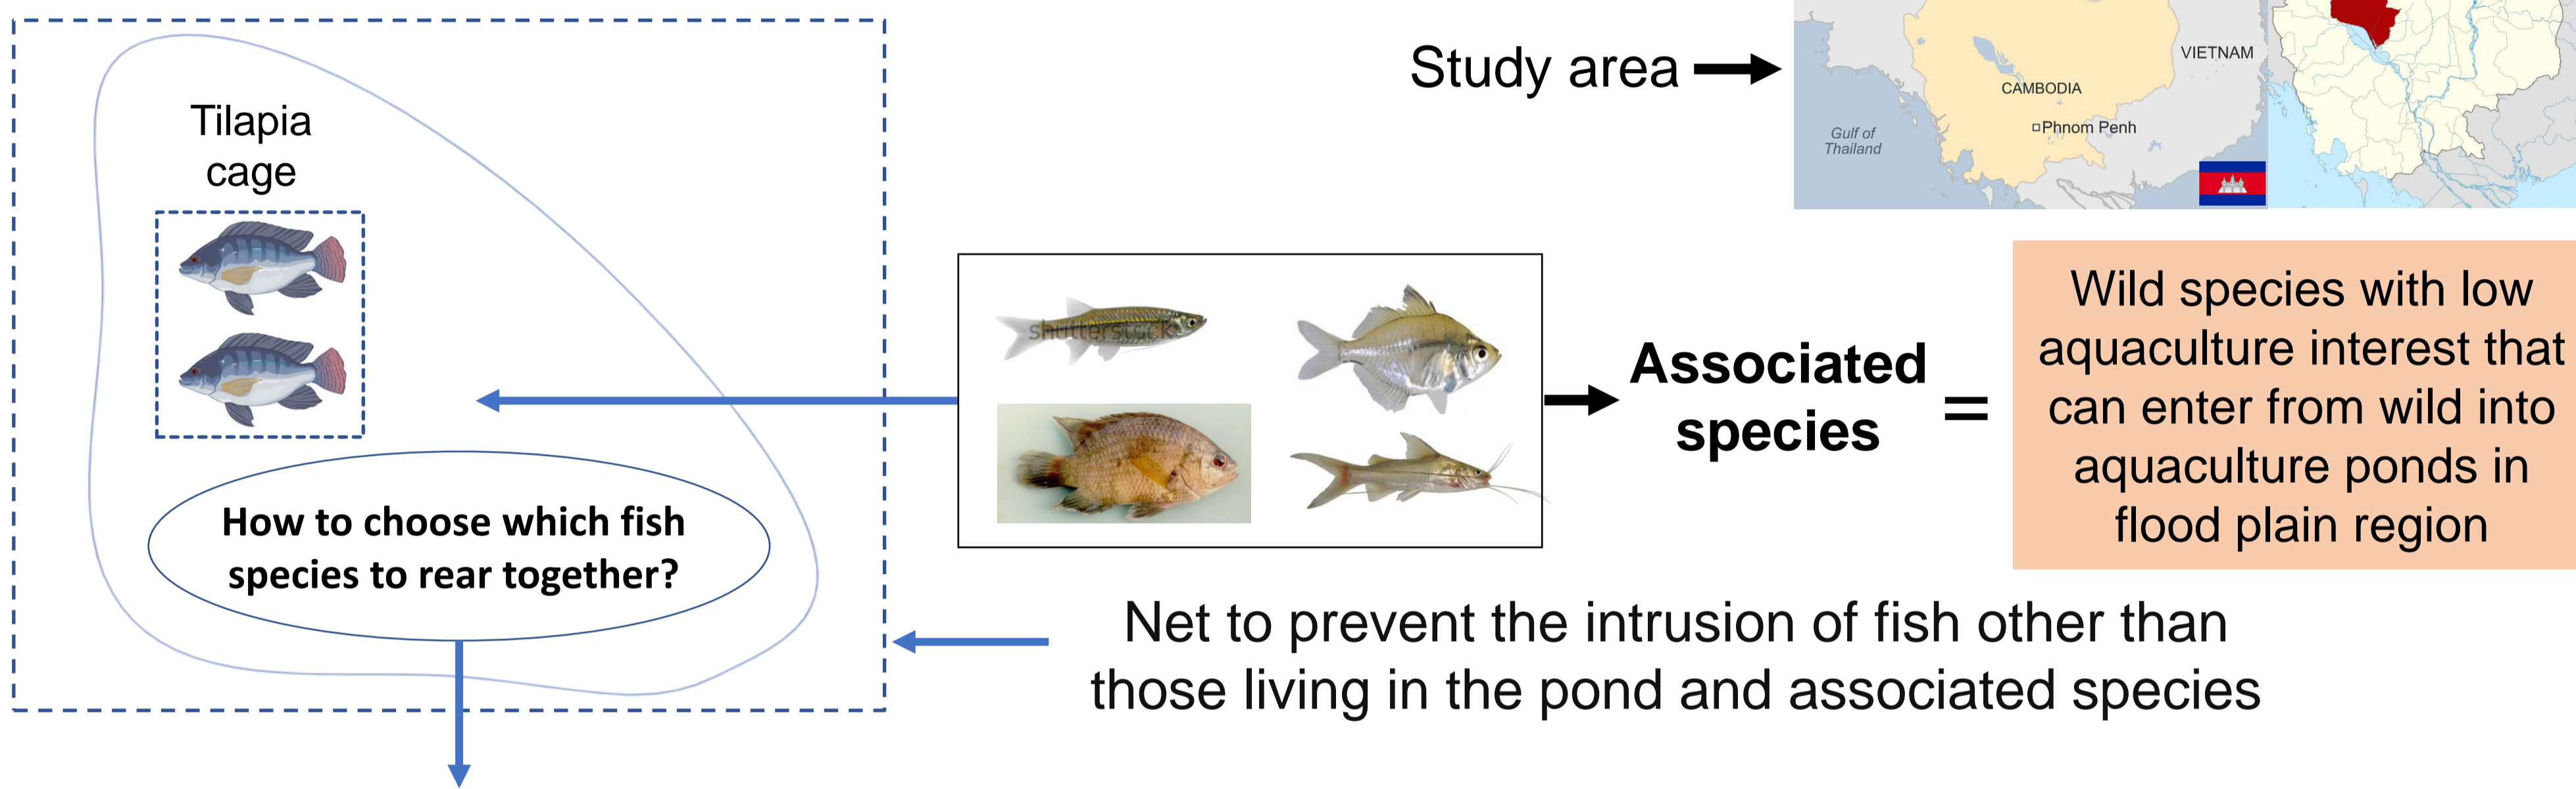 Tilapia
cage
How to choose which fish
species to rear together?
Study area
VIETNAM
CAMBODIA
Phnom Penh
Gulf of
Thailand
shutterstock
Associated
species
=
Wild species with low
aquaculture interest that
can enter from wild into
aquaculture ponds in
flood plain region
Net to prevent the intrusion of fish other than
those living in the pond and associated species